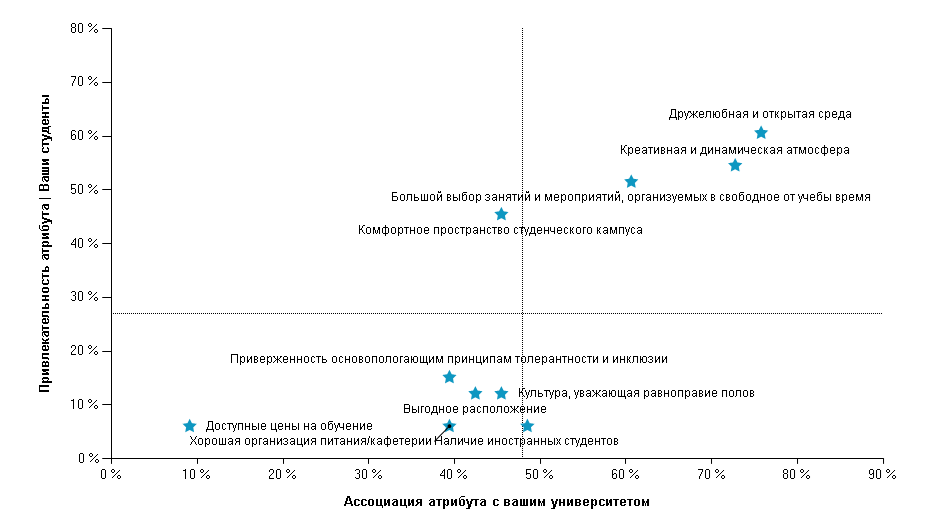 80 %
70 %
60 %
50 %
40 %
30 %
20 %
10 %
0 %
Привлекательность атрибута | Ваши студенты
Дружелюбная и открытая среда
Креативная и динамическая атмосфера
Большой выбор занятий и мероприятий, организуемых в свободное от учебы время
Комфортное пространство студенческого кампуса
Приверженность основопологающим принципам толерантности и инклюзии
Культура, уважающая равноправие полов
Выгодное расположение
Доступные цены на обучение
Хорошая организация питания/кафетерии
Наличие иностранных студентов
0 % 10 % 20 % 30 % 40 % 50 % 60 % 70 % 80 % 90 %
Ассоциация атрибута с вашим университетом